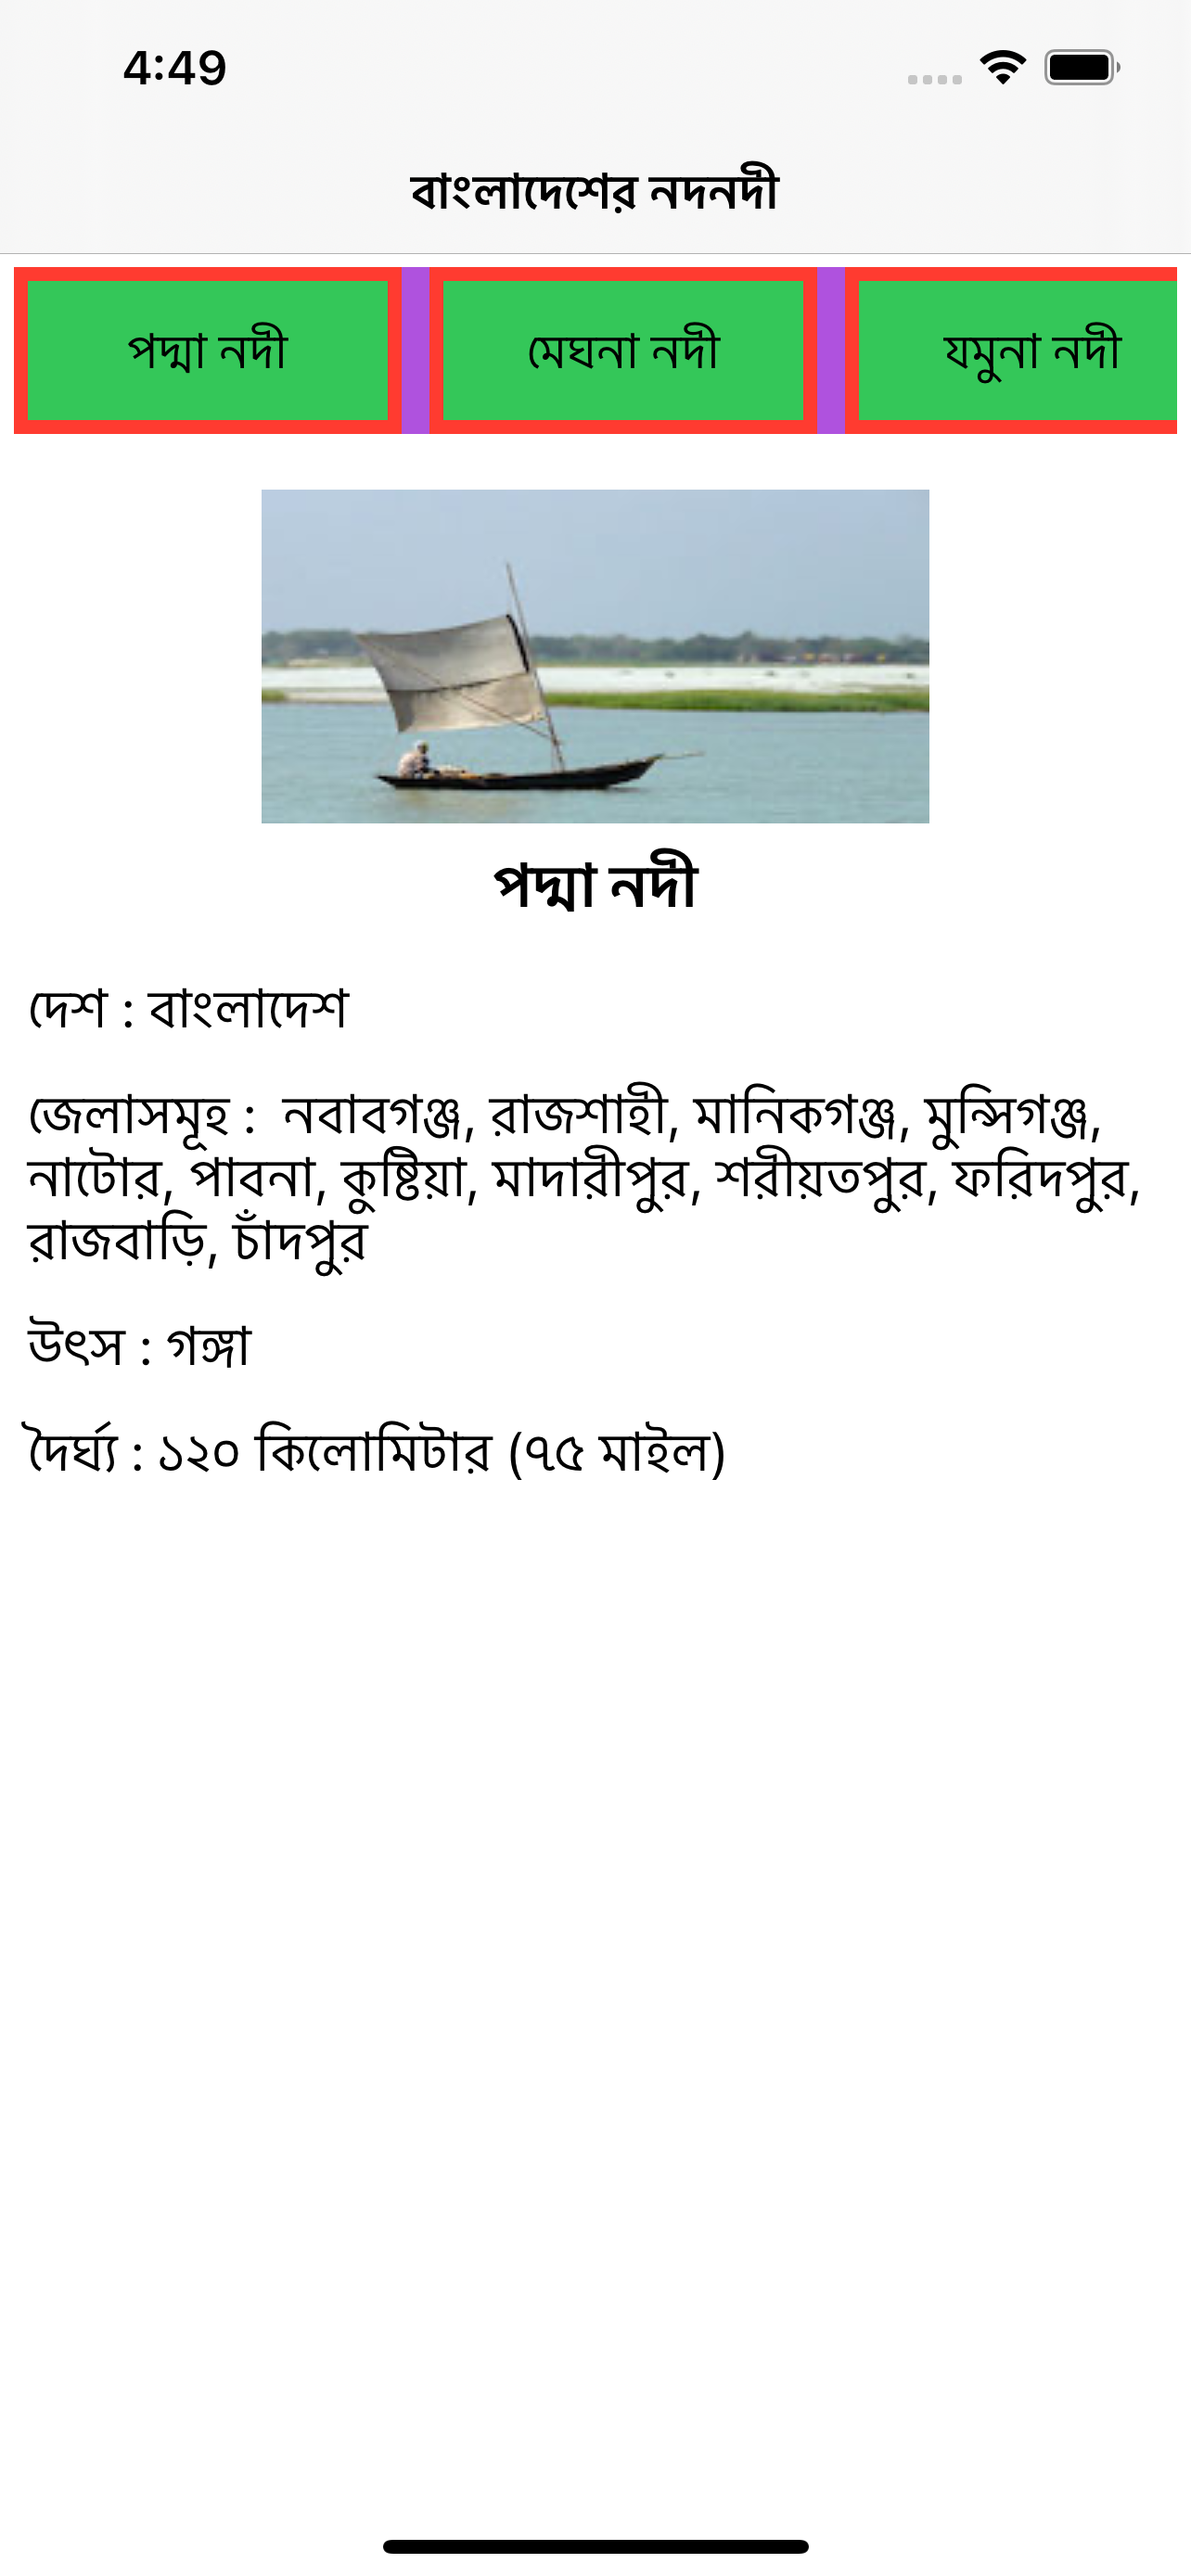 4:49
বাংলাদেশের নদনদী
পদ্মা নদী
মেঘনা নদী
যমুনা নদী
পদ্মা নদী
দেশ : বাংলাদেশ
জেলাসমূহ :  নবাবগঞ্জ, রাজশাহী, মানিকগঞ্জ, মুন্সিগঞ্জ,
নাটোর, পাবনা, কুষ্টিয়া, মাদারীপুর, শরীয়তপুর, ফরিদপুর,
রাজবাড়ি, চাঁদপুর
উৎস : গঙ্গা
দৈর্ঘ্য : ১২০ কিলোমিটার (৭৫ মাইল)